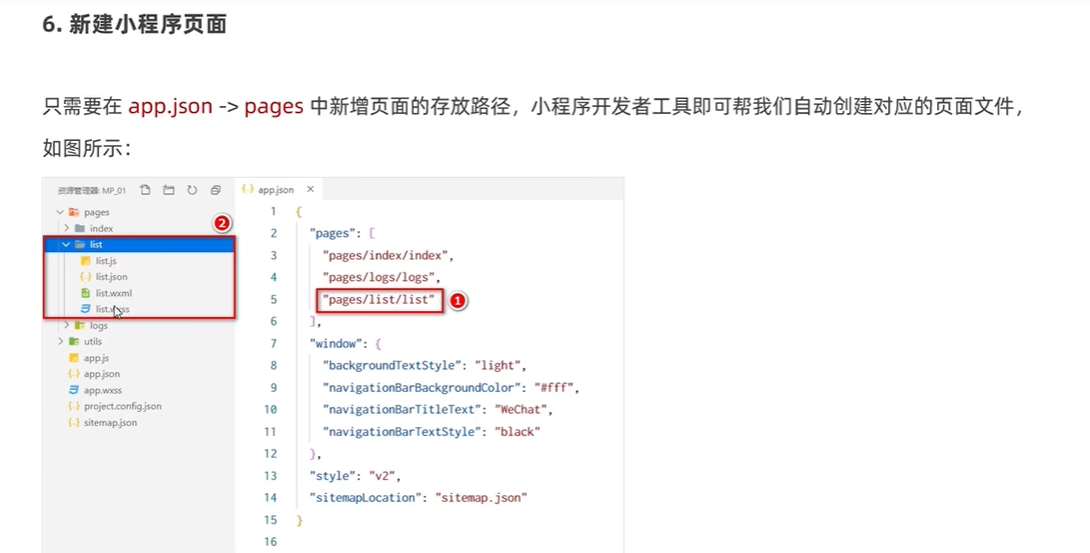 6. 新建小程序页面
只需要在 app.json -> pages 中新增页面的存放路径，小程序开发者工具即可帮我们自动创建对应的页面文件，
如图所示：
资源管理器: MP_01
pages
index
list
list.js
list.json
list.wxml
list.wxss
logs
utils
app.js
app.json
app.wxss
project.config.json
sitemap.json
2
app.json
1 {
2 "pages": [
3 "pages/index/index",
4 "pages/logs/logs",
5 "pages/list/list" 1
6 ],
7 "window": {
8 "backgroundTextStyle": "light",
9 "navigationBarBackgroundColor": "#fff",
10 "navigationBarTitleText": "WeChat",
11 "navigationBarTextStyle": "black"
12 },
13 "style": "v2",
14 "sitemapLocation": "sitemap.json"
15 }
16